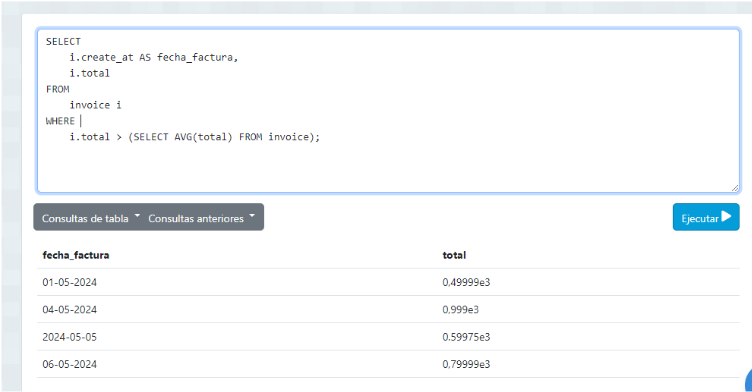 SELECT
i.create_at AS fecha_factura,
i.total
FROM
invoice i
WHERE
i.total > (SELECT AVG(total) FROM invoice);
Consultas de tabla Consultas anteriores Ejecutar
fecha_factura total
01-05-2024 0,49999e3
04-05-2024 0,999e3
2024-05-05 0.59975e3
06-05-2024 0,79999e3